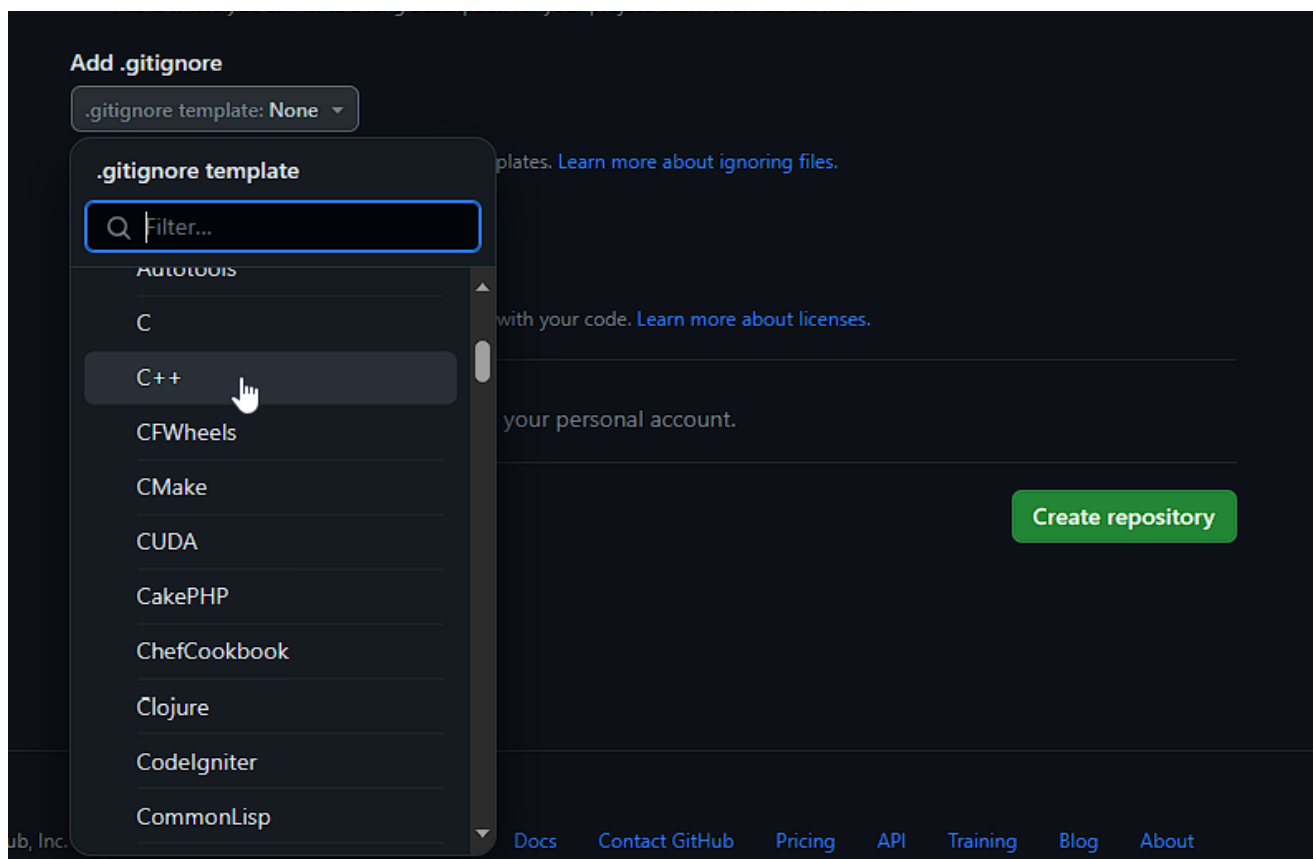 Add .gitignore
.gitignore template: None
plates. Learn more about ignoring files.
.gitignore template
Filter...
Autotools
C
with your code. Learn more about licenses.
C++
your personal account.
CFWheels
CMake
Create repository
CUDA
CakePHP
ChefCookbook
Clojure
CodeIgniter
CommonLisp
ub, Inc.
Docs Contact GitHub Pricing API Training Blog About